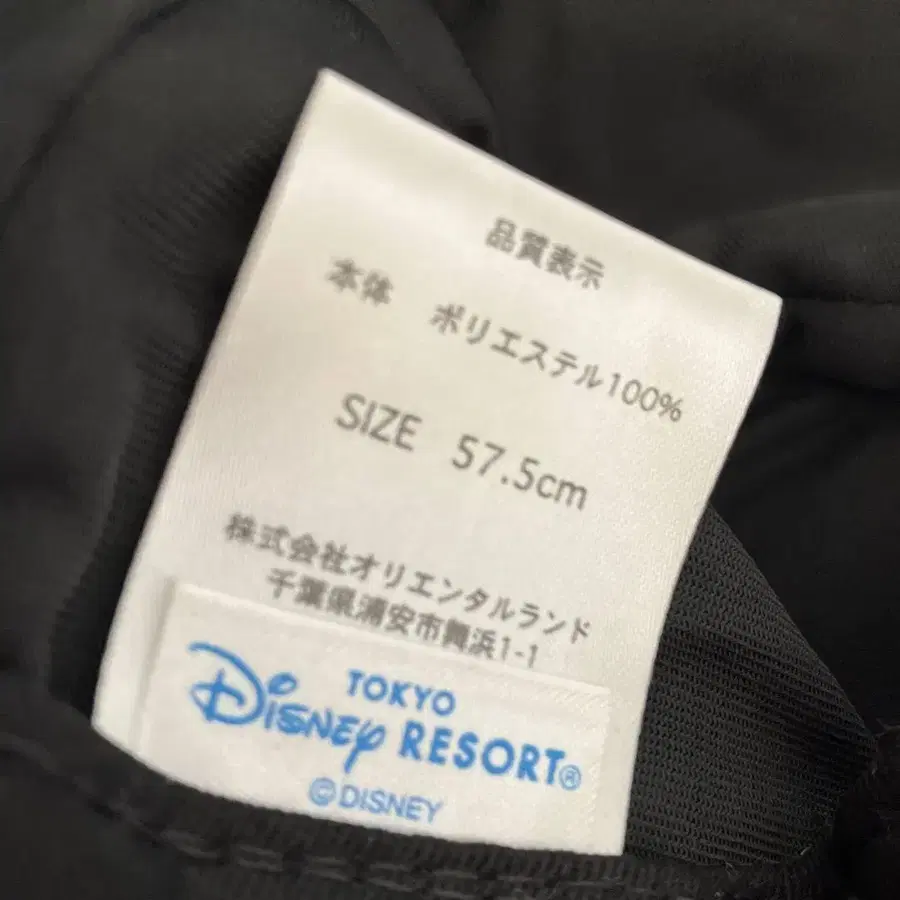 品質表示
本体 ポリエステル100%
SIZE 57.5cm
株式会社オリエンタルランド
千葉県浦安市舞浜1-1
TOKYO
Disney RESORT®
©DISNEY